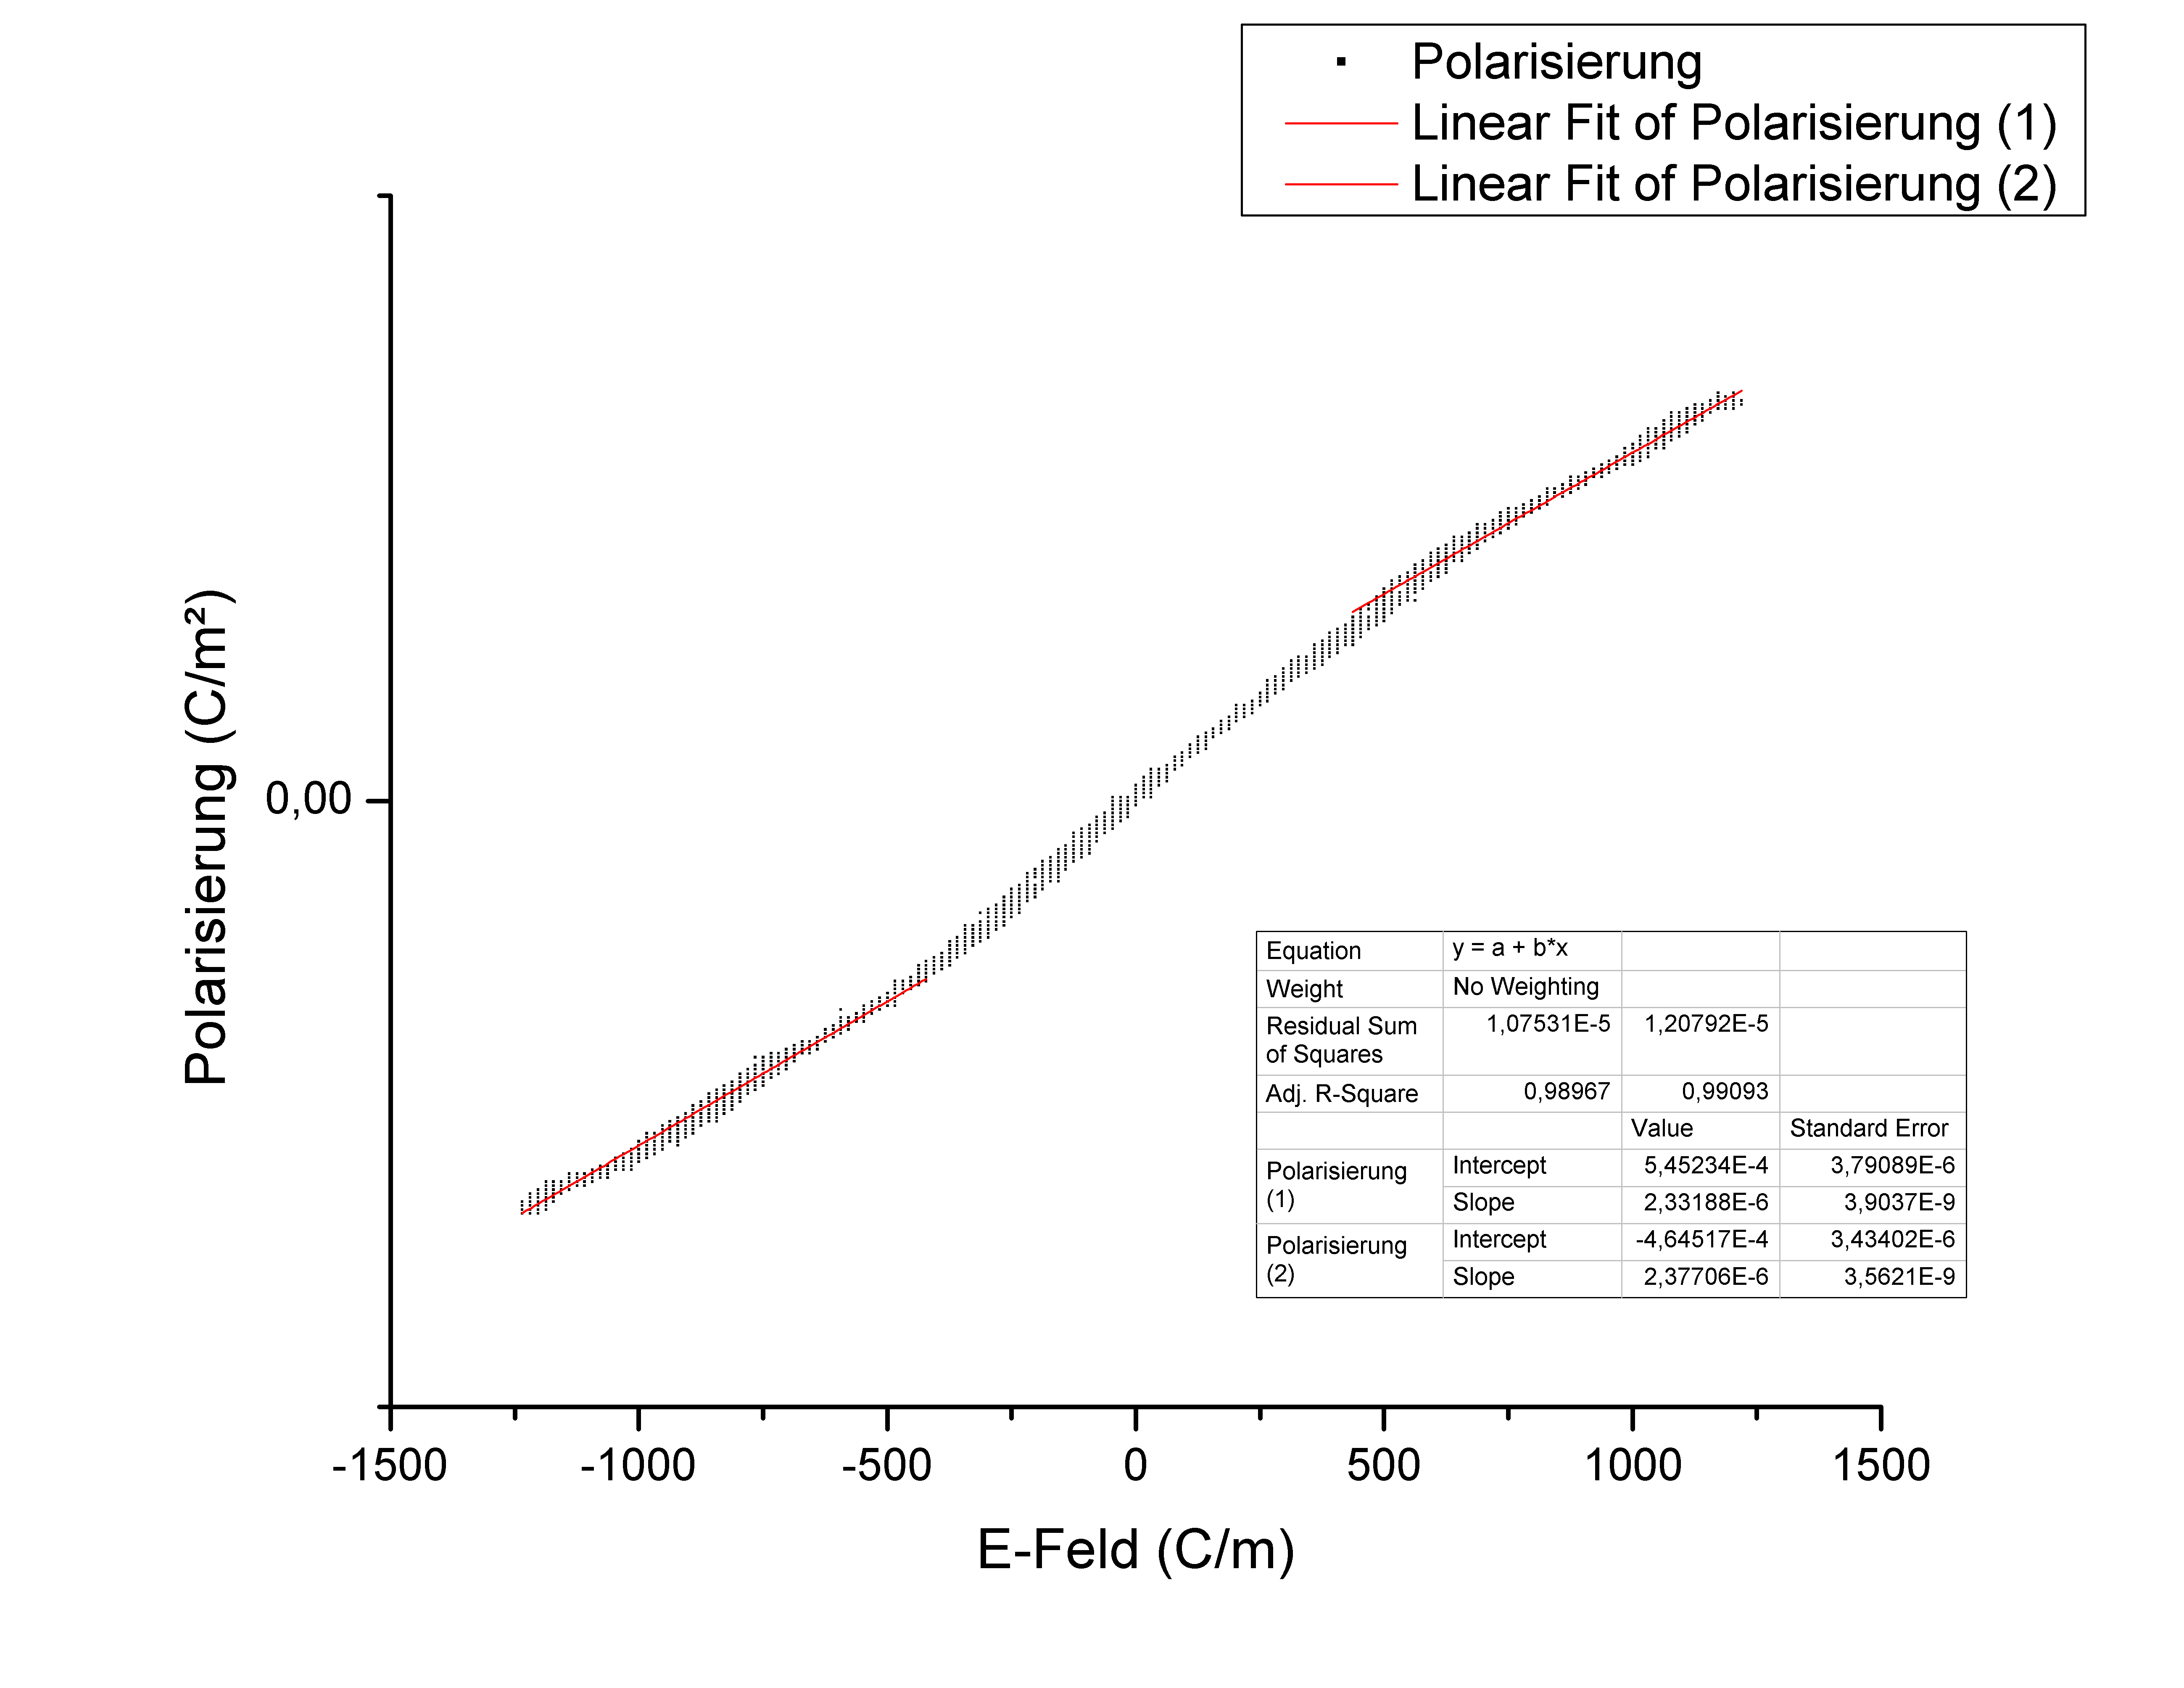 Polarisierung
Linear Fit of Polarisierung (1)
Linear Fit of Polarisierung (2)
Polarisierung (C/m²)
0,00
Equation y = a + b*x
Weight No Weighting
Residual Sum of Squares 1,07531E-5 1,20792E-5
Adj. R-Square 0,98967 0,99093
Value Standard Error
Polarisierung (1) Intercept 5,45234E-4 3,79089E-6
Slope 2,33188E-6 3,9037E-9
Polarisierung (2) Intercept -4,64517E-4 3,43402E-6
Slope 2,37706E-6 3,5621E-9
-1500 -1000 -500 0 500 1000 1500
E-Feld (C/m)